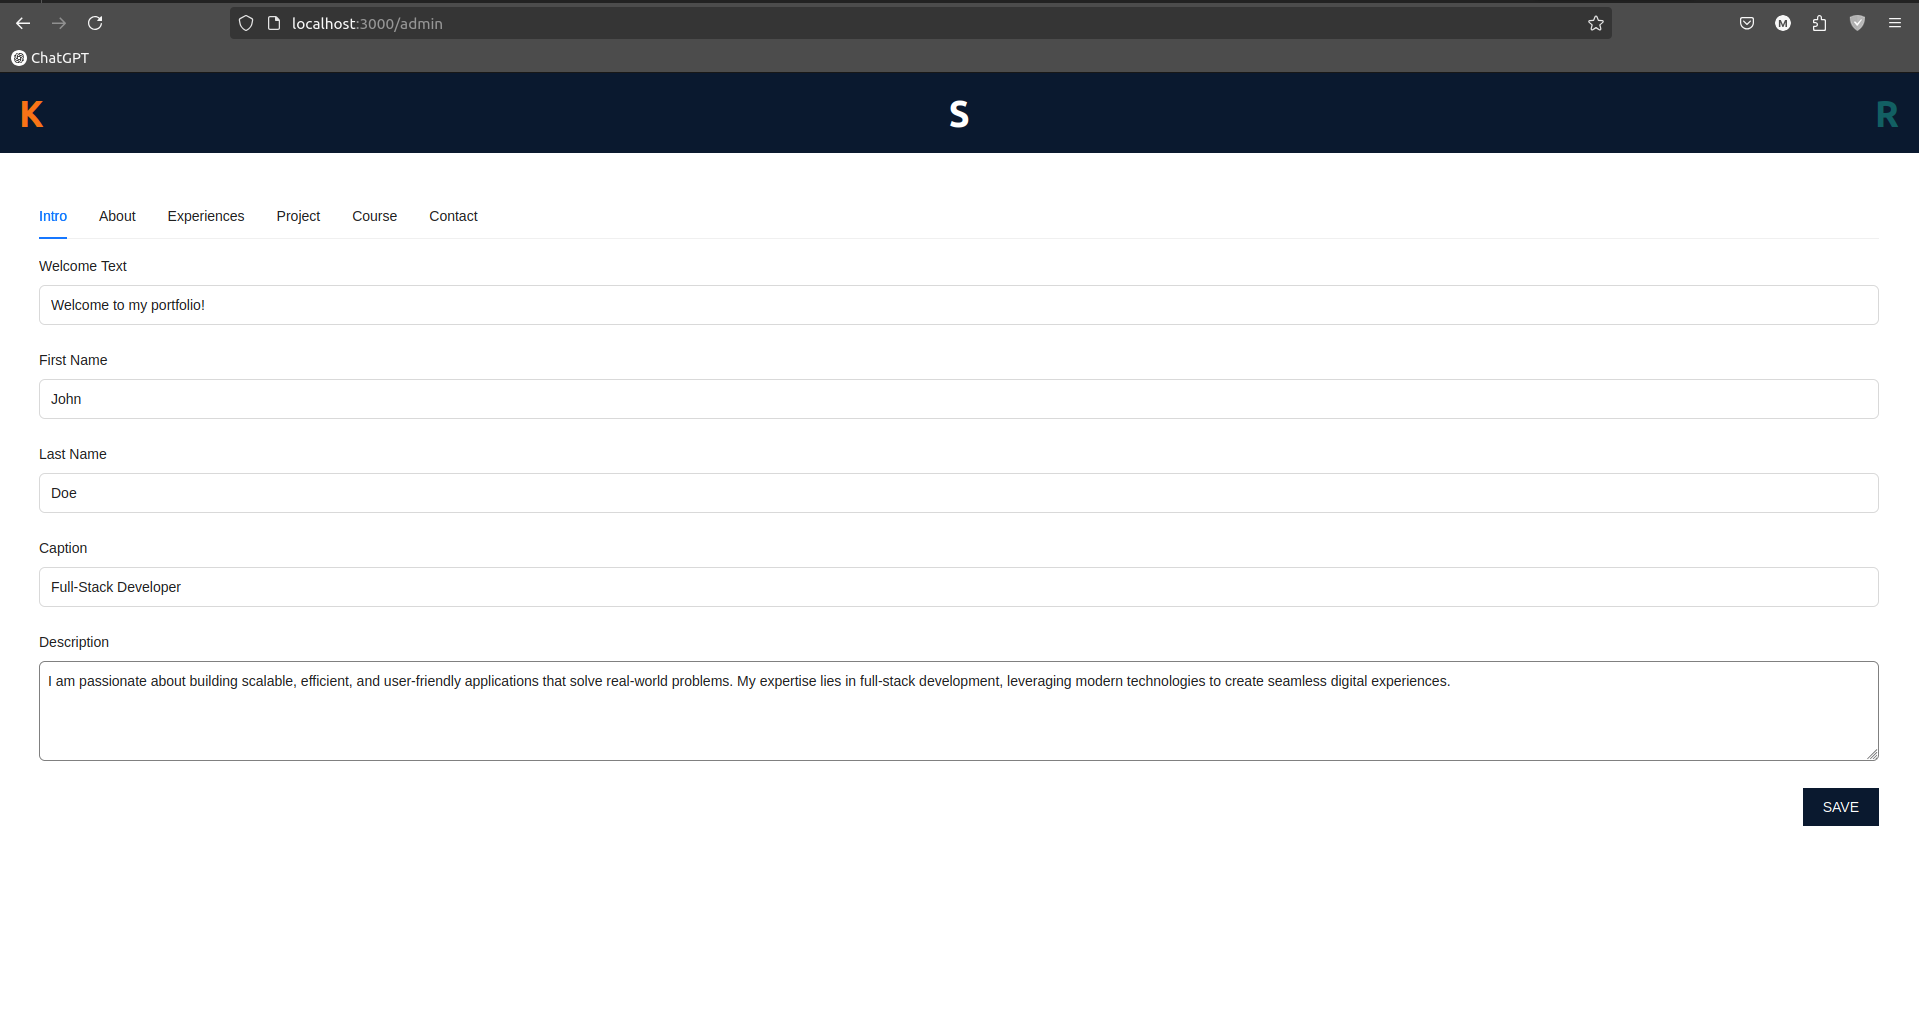 localhost:3000/admin
M
ChatGPT
K S R
Intro About Experiences Project Course Contact
Welcome Text
Welcome to my portfolio!
First Name
John
Last Name
Doe
Caption
Full-Stack Developer
Description
I am passionate about building scalable, efficient, and user-friendly applications that solve real-world problems. My expertise lies in full-stack development, leveraging modern technologies to create seamless digital experiences.
SAVE